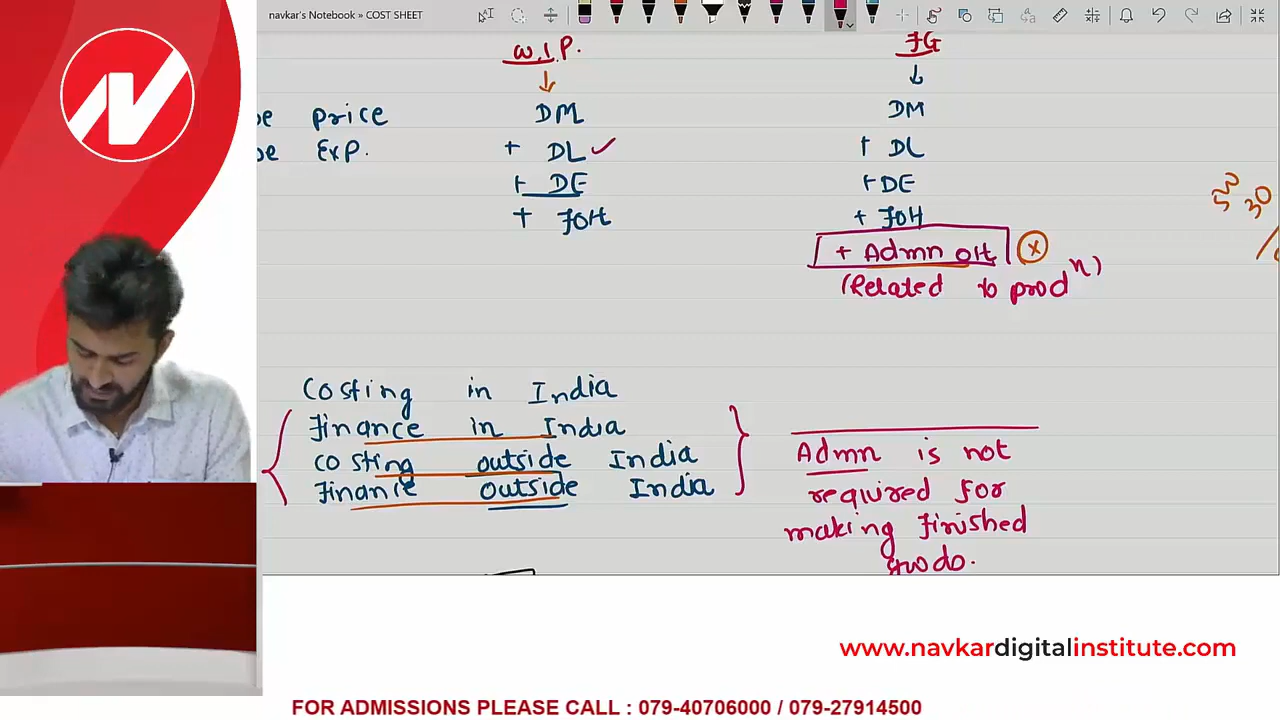 navkar's Notebook » COST SHEET
W.I.P.
FG
DM
DM
price
+ DL
+ DL
Exp.
+ DE
+ DE
+ FOH
+ FOH
+ Admn OH
(Related to prodn)
30
Costing in India
Finance in India
Costing outside India
Finance outside India
Admn is not
required for
making finished
goods.
www.navkardigitalinstitute.com
FOR ADMISSIONS PLEASE CALL : 079-40706000 / 079-27914500